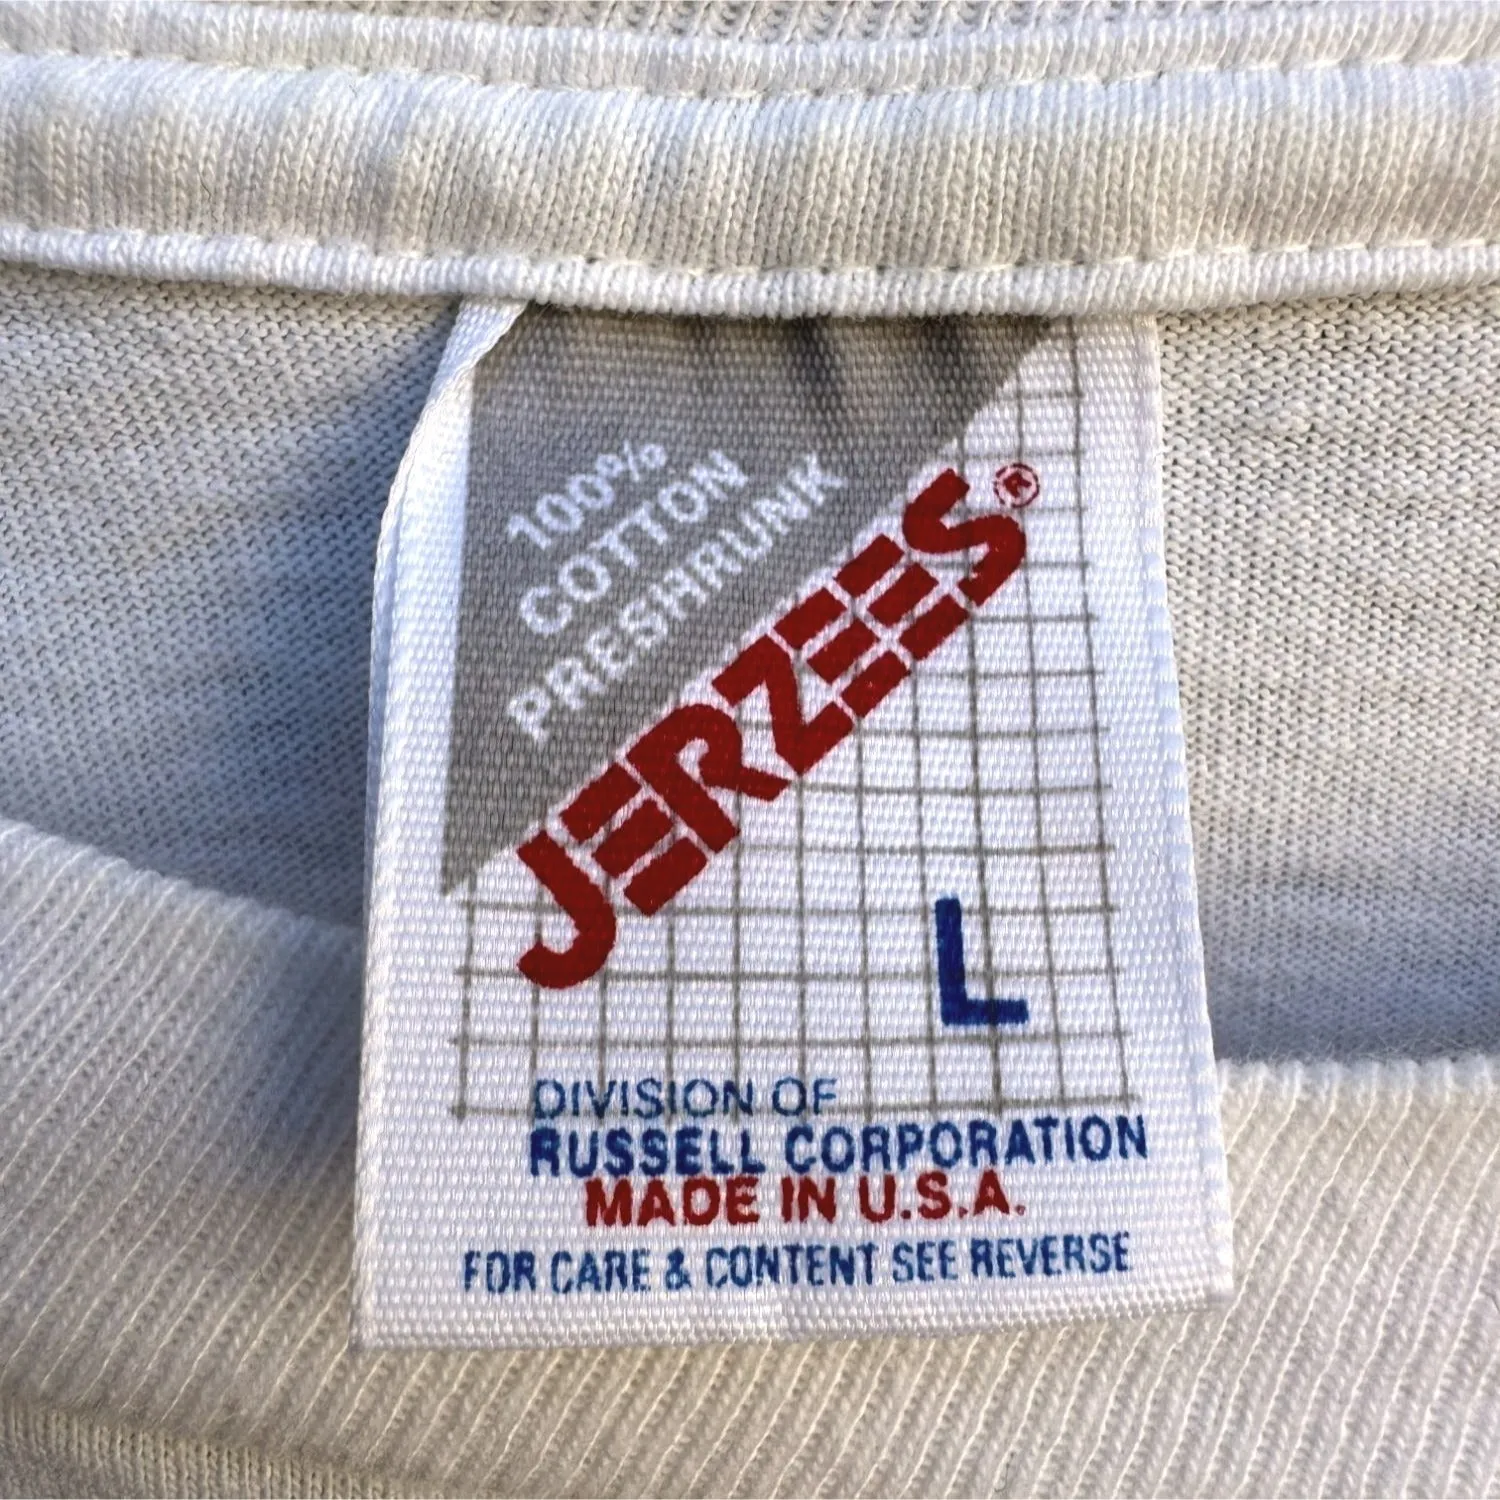 100%
COTTON
PRESHRUNK
JERZEES®
L
DIVISION OF
RUSSELL CORPORATION
MADE IN U.S.A.
FOR CARE & CONTENT SEE REVERSE